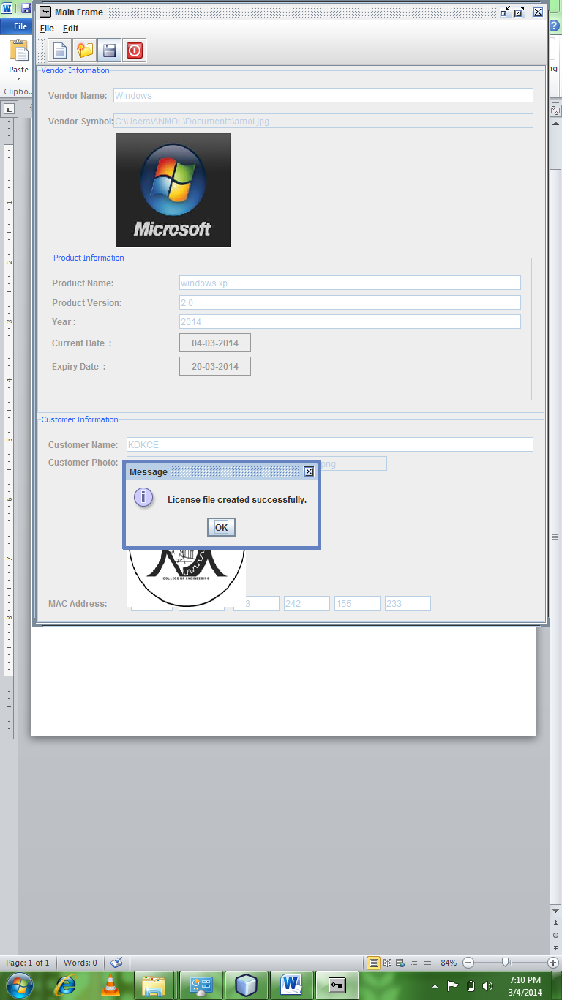 Main Frame
File Edit
File
Paste
Clipbo...
Vendor Information
Vendor Name: Windows
Vendor Symbol: C:\Users\ANMOL\Documents\amol.jpg
Microsoft
Product Information
Product Name: windows xp
Product Version: 2.0
Year : 2014
Current Date : 04-03-2014
Expiry Date : 20-03-2014
Customer Information
Customer Name: KDKCE
Customer Photo: png
Message
License file created successfully.
OK
COLLEGE OF ENGINEERING
MAC Address: 3 242 155 233
Page: 1 of 1 Words: 0 84%
7:10 PM
3/4/2014